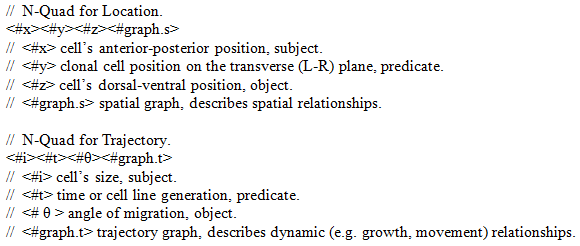 //  N-Quad for Location.
<#x><#y><#z><#graph.s>
// <#x> cell's anterior-posterior position, subject.
// <#y> clonal cell position on the transverse (L-R) plane, predicate.
// <#z> cell's dorsal-ventral position, object.
// <#graph.s> spatial graph, describes spatial relationships.

//  N-Quad for Trajectory.
<#i><#t><#θ><#graph.t>
// <#i> cell's size, subject.
// <#t> time or cell line generation, predicate.
// <# θ > angle of migration, object.
// <#graph.t> trajectory graph, describes dynamic (e.g. growth, movement) relationships.